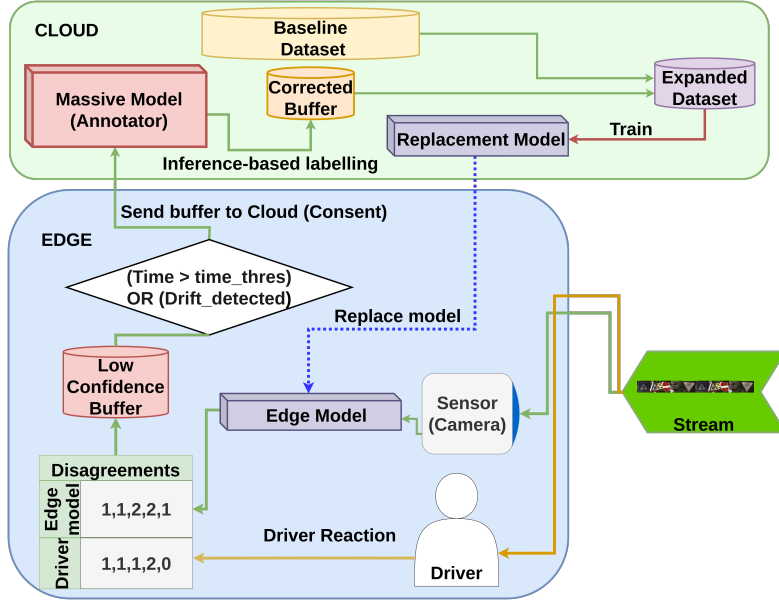 CLOUD
Baseline
Dataset
Massive Model
(Annotator)
Corrected
Buffer
Expanded
Dataset
Replacement Model
Train
Inference-based labelling
Send buffer to Cloud (Consent)
EDGE
(Time > time_thres)
OR (Drift_detected)
Replace model
Low
Confidence
Buffer
Edge Model
Sensor
(Camera)
Stream
Disagreements
Edge
model
1,1,2,2,1
Driver
1,1,1,2,0
Driver Reaction
Driver